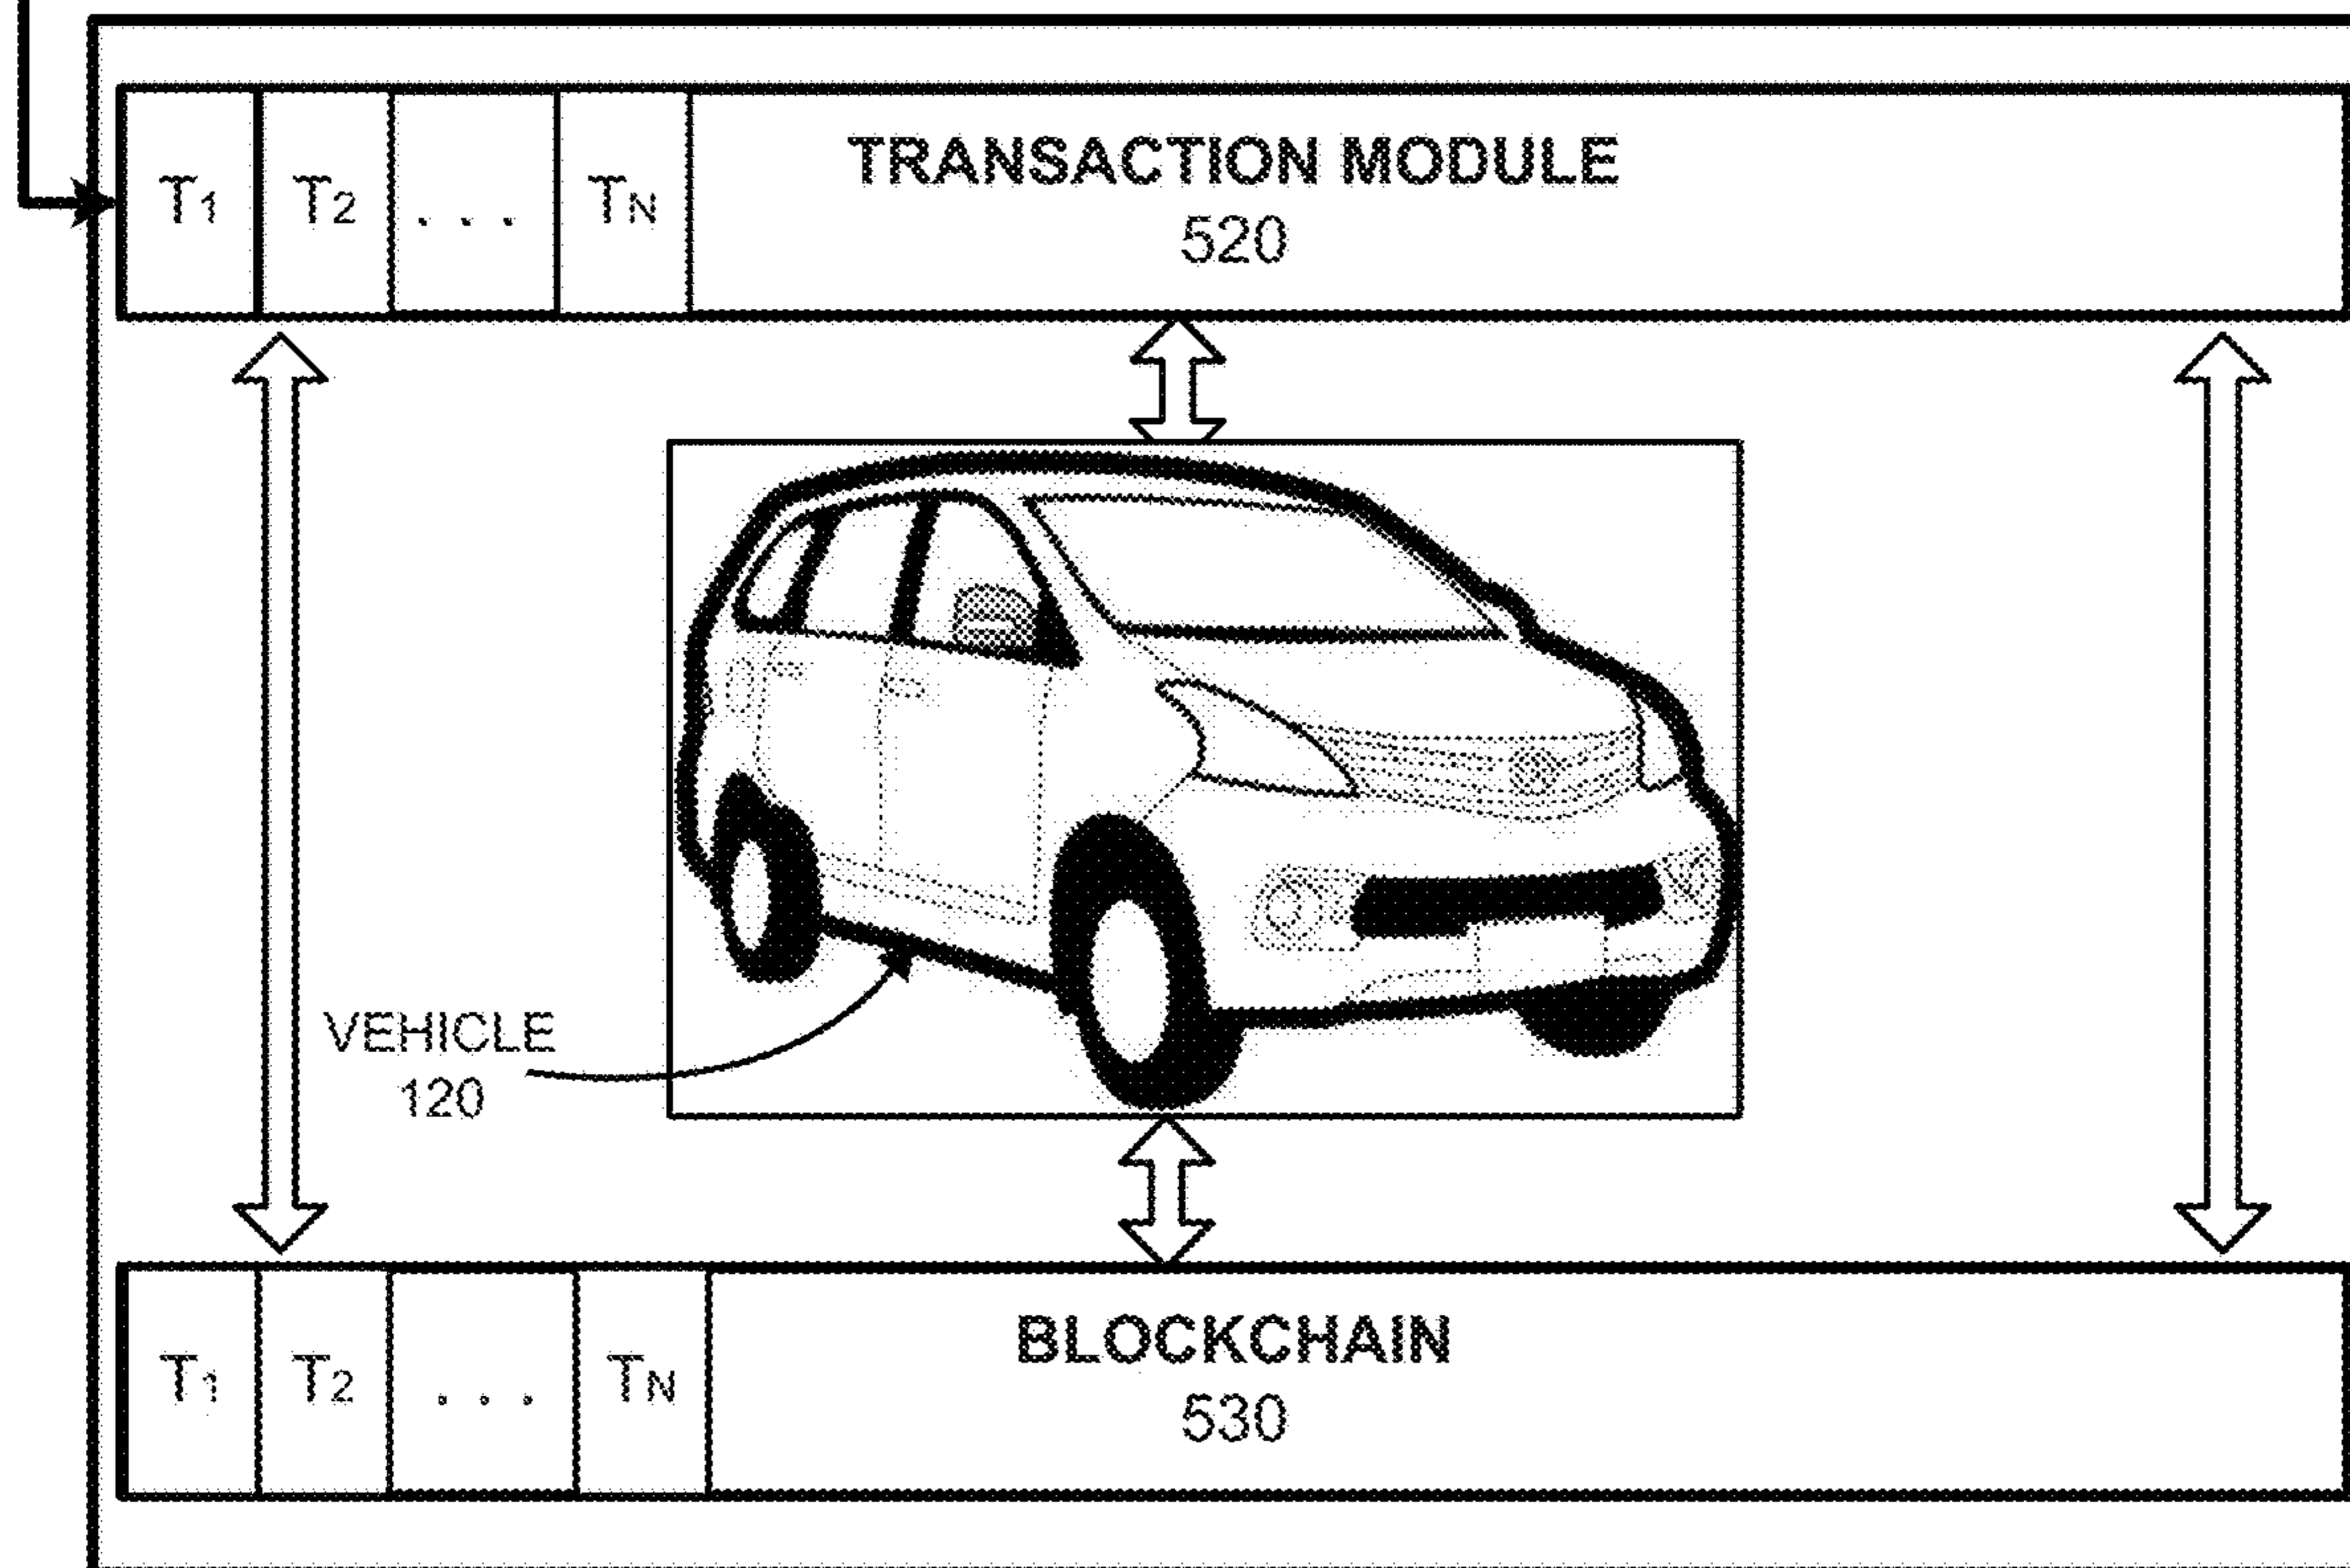 T1 T2 . . . TN
TRANSACTION MODULE
520
VEHICLE
120
T1 T2 . . . TN
BLOCKCHAIN
530